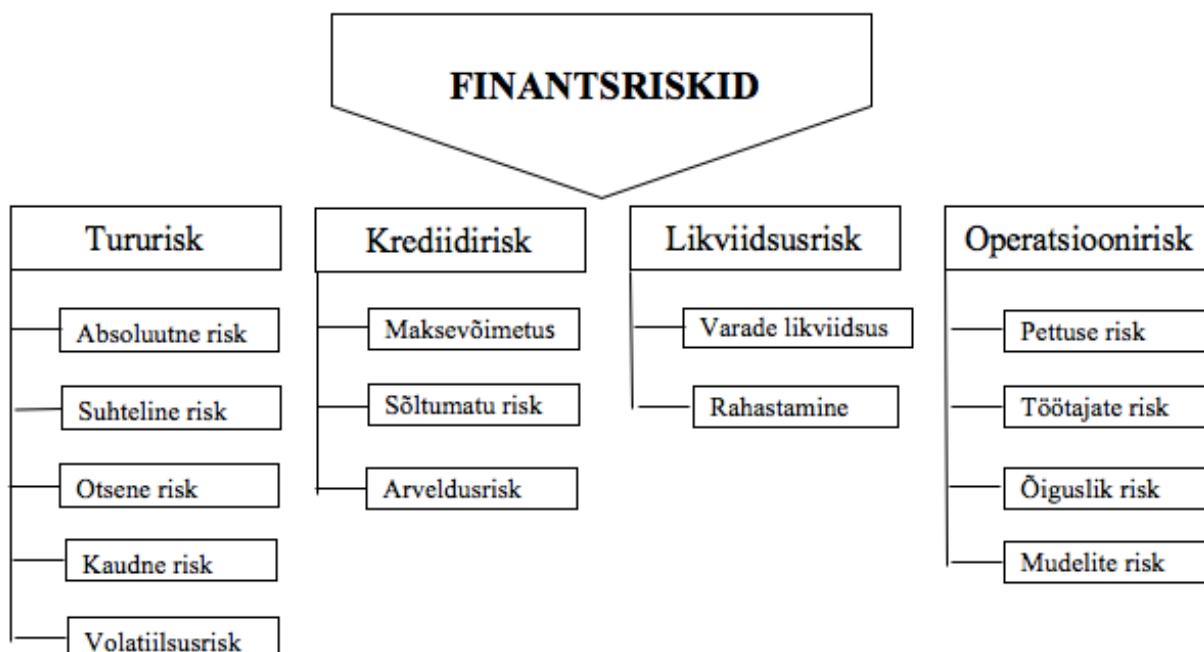 FINANTSRISKID
Tururisk
Absoluutne risk
Suhteline risk
Otsene risk
Kaudne risk
Volatiilsusrisk
Krediidirisk
Maksevõimetus
Sõltumatu risk
Arveldusrisk
Likviidsusrisk
Varade likviidsus
Rahastamine
Operatsioonirisk
Pettuse risk
Töötajate risk
Õiguslik risk
Mudelite risk